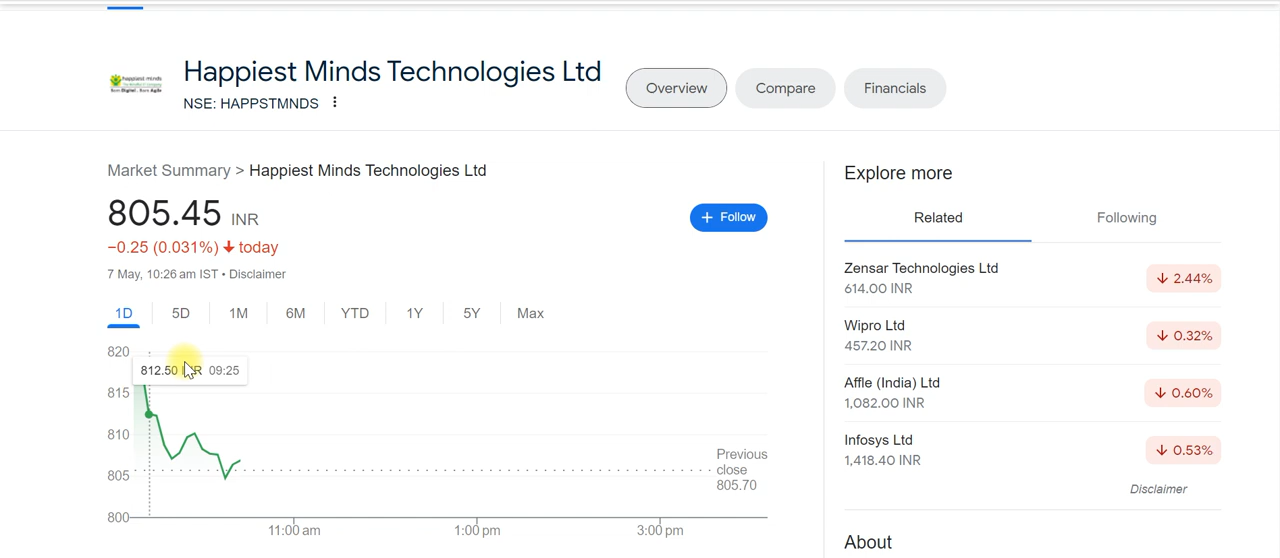 Happiest Minds Technologies Ltd
NSE: HAPPSTMNDS
Overview
Compare
Financials
Market Summary > Happiest Minds Technologies Ltd
805.45 INR
+ Follow
−0.25 (0.031%) ↓ today
7 May, 10:26 am IST • Disclaimer
1D 5D 1M 6M YTD 1Y 5Y Max
820
812.50 INR 09:25
815
810
805
800
Previous
close
805.70
11:00 am 1:00 pm 3:00 pm
Explore more
Related Following
Zensar Technologies Ltd
614.00 INR
↓ 2.44%
Wipro Ltd
457.20 INR
↓ 0.32%
Affle (India) Ltd
1,082.00 INR
↓ 0.60%
Infosys Ltd
1,418.40 INR
↓ 0.53%
Disclaimer
About